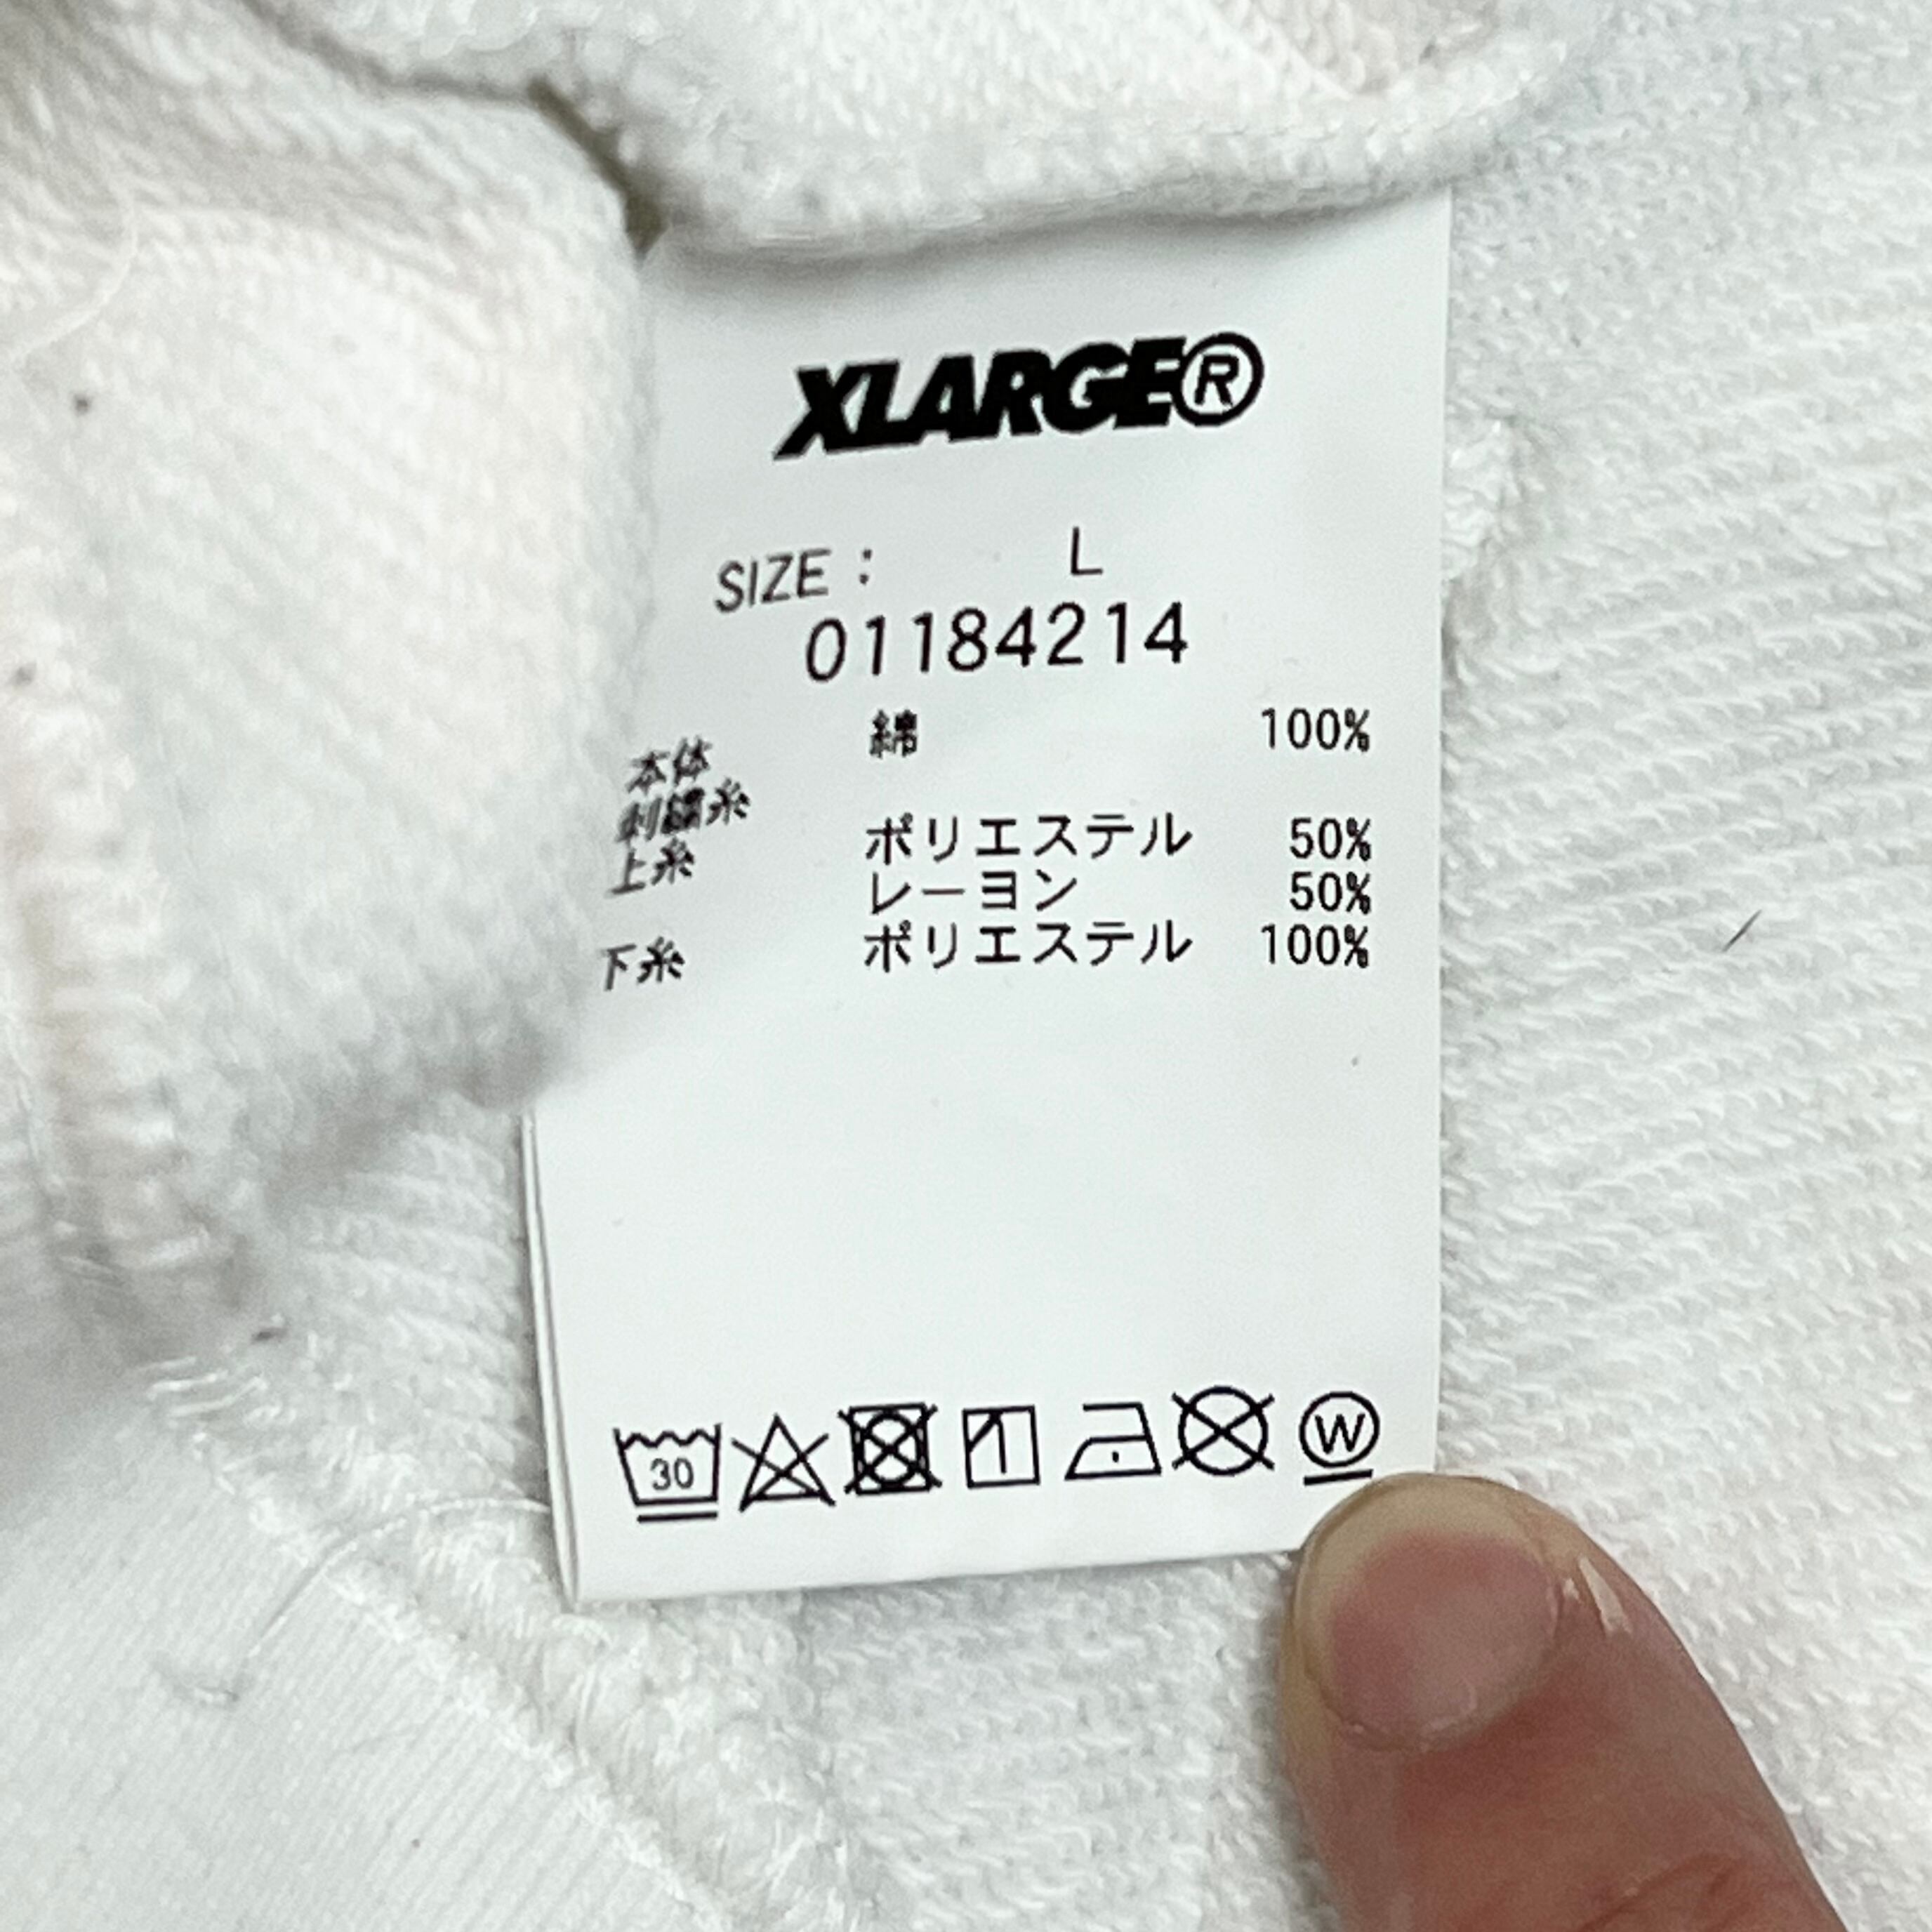 XLARGE®
SIZE : L
01184214
本体 綿 100%
刺繍糸
上糸 ポリエステル 50%
レーヨン 50%
下糸 ポリエステル 100%
30
W